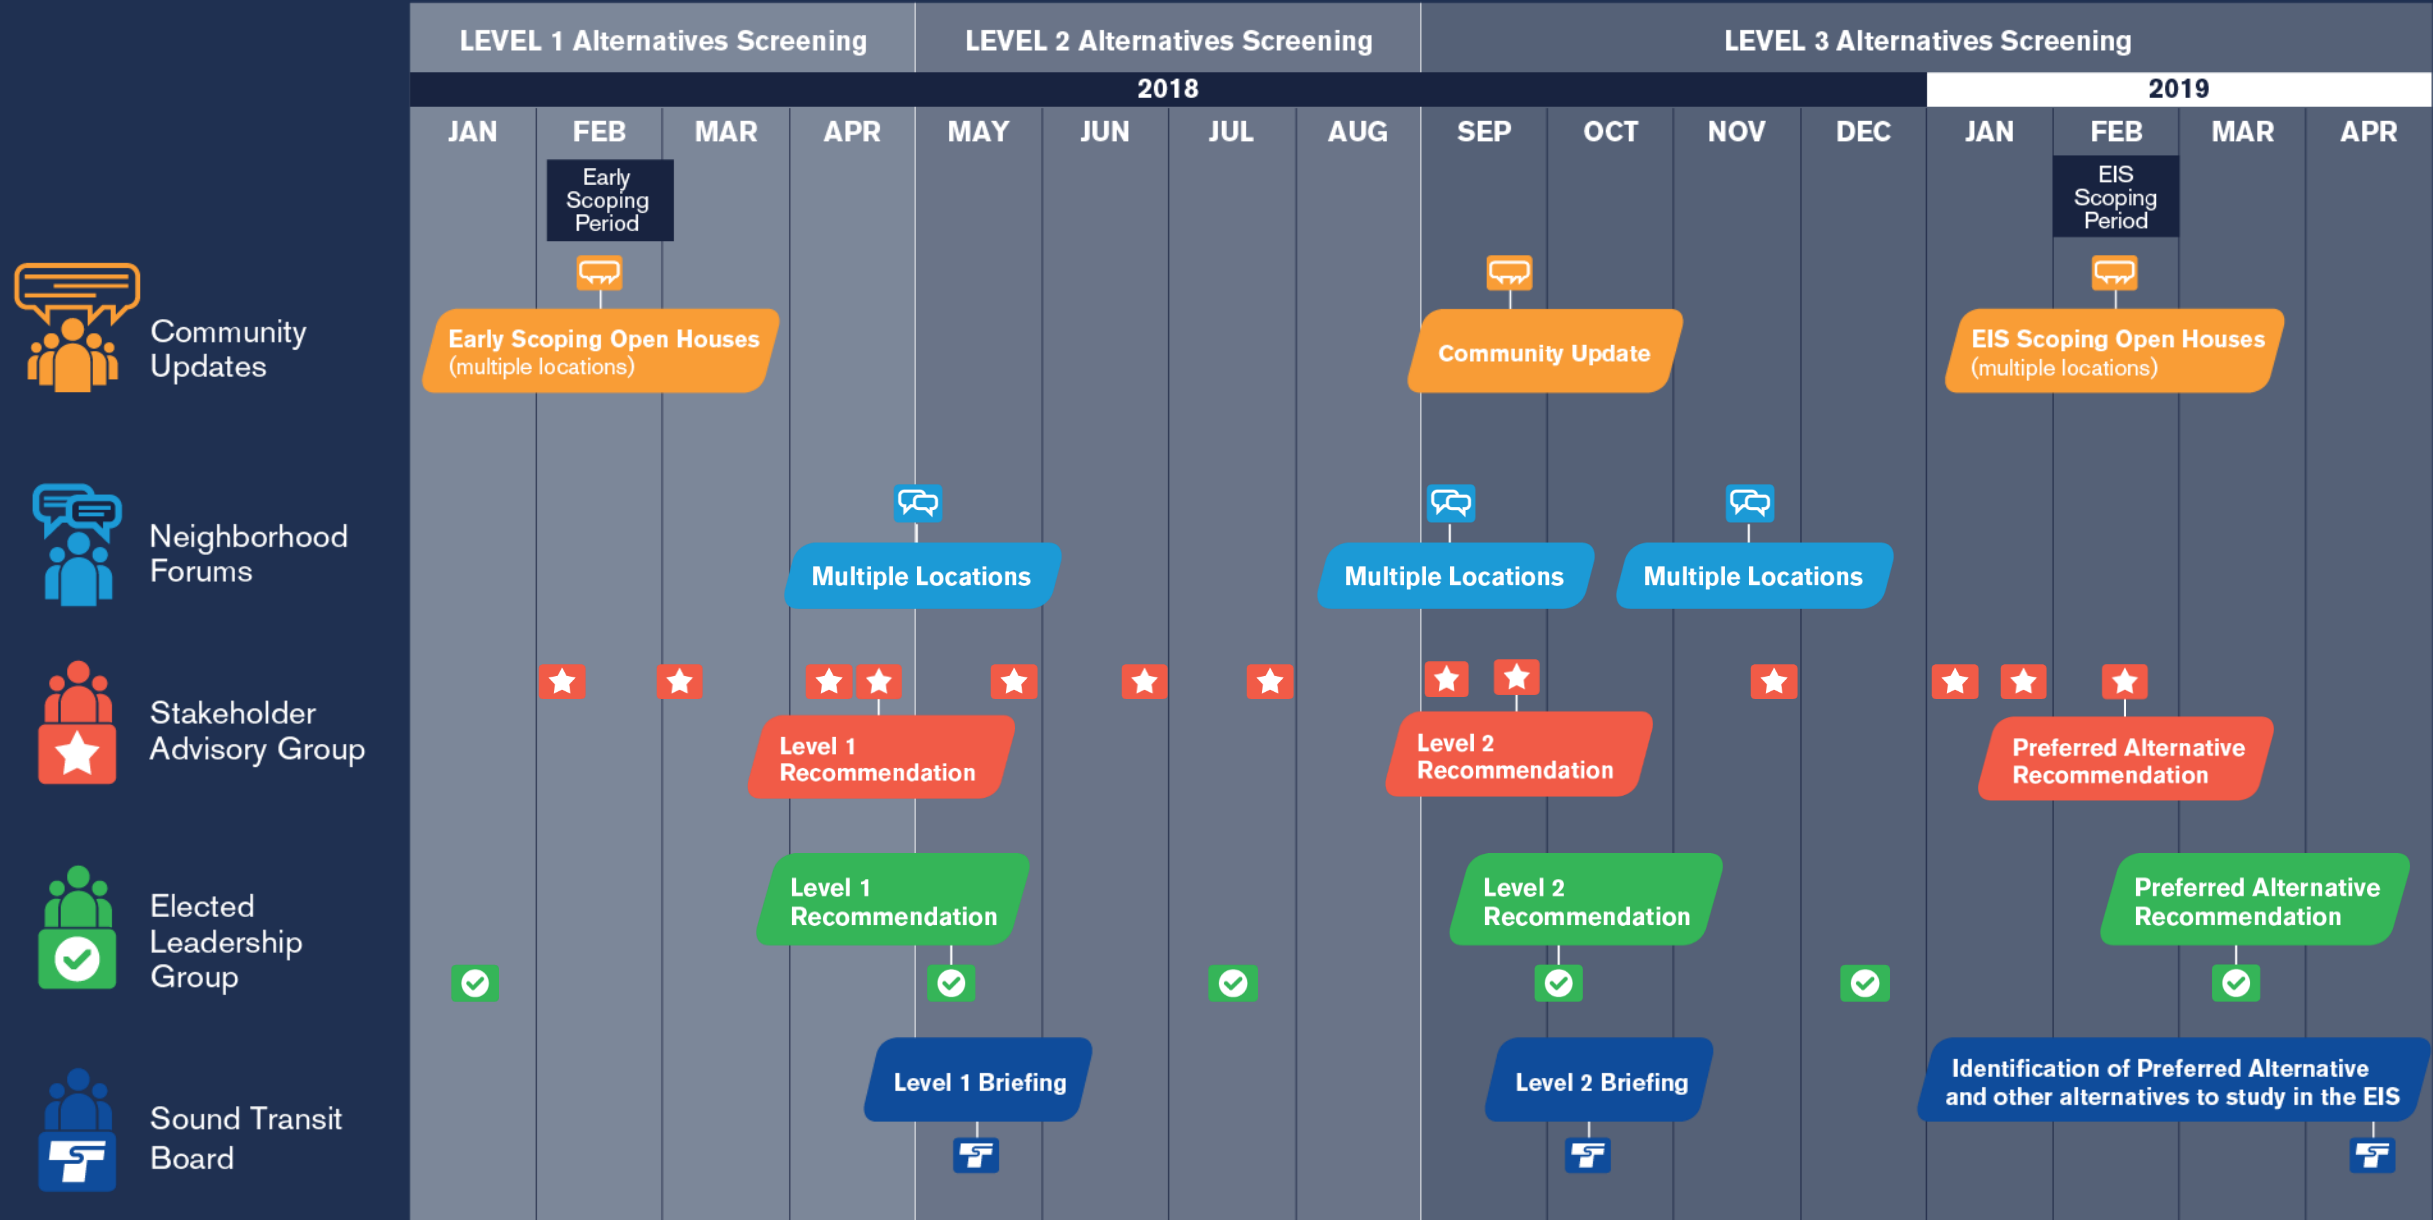 LEVEL 1 Alternatives Screening
LEVEL 2 Alternatives Screening
LEVEL 3 Alternatives Screening
2018
2019
JAN
FEB
MAR
APR
MAY
JUN
JUL
AUG
SEP
OCT
NOV
DEC
JAN
FEB
MAR
APR
Early
Scoping
Period
EIS
Scoping
Period
Community
Updates
Early Scoping Open Houses
(multiple locations)
Community Update
EIS Scoping Open Houses
(multiple locations)
Neighborhood
Forums
Multiple Locations
Multiple Locations
Multiple Locations
Stakeholder
Advisory Group
Level 1
Recommendation
Level 2
Recommendation
Preferred Alternative
Recommendation
Elected
Leadership
Group
Level 1
Recommendation
Level 2
Recommendation
Preferred Alternative
Recommendation
Sound Transit
Board
Level 1 Briefing
Level 2 Briefing
Identification of Preferred Alternative
and other alternatives to study in the EIS